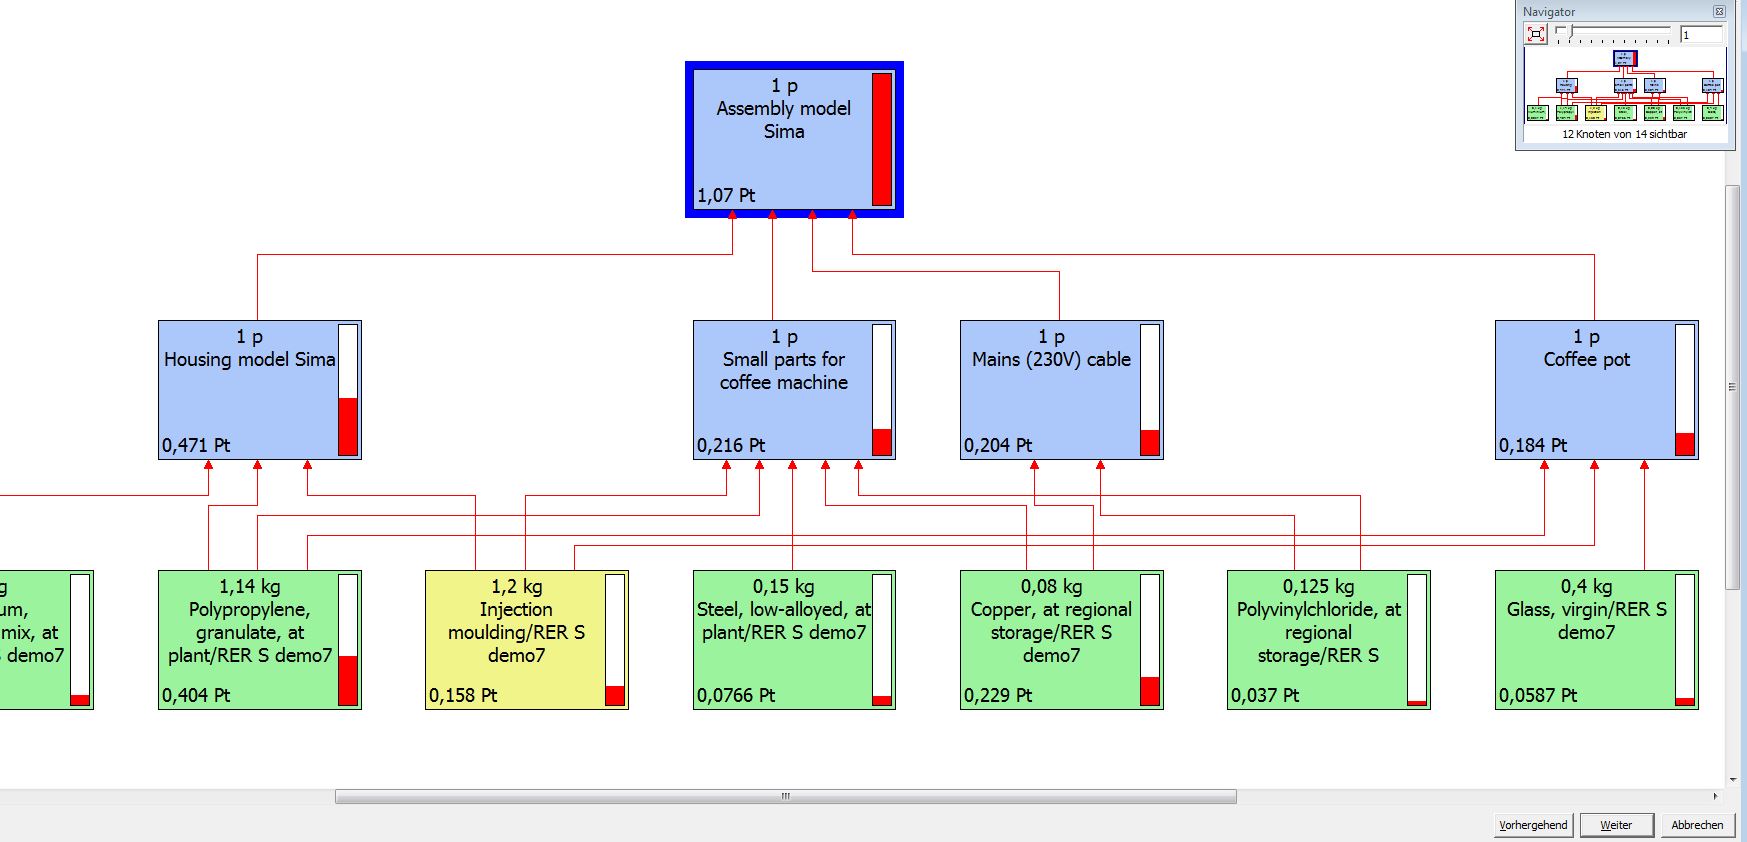 Navigator
1
12 Knoten von 14 sichtbar
1 p
Assembly model
Sima
1,07 Pt
1 p
Housing model Sima
0,471 Pt
1 p
Small parts for
coffee machine
0,216 Pt
1 p
Mains (230V) cable
0,204 Pt
1 p
Coffee pot
0,184 Pt
g
um,
mix, at
S demo7
1,14 kg
Polypropylene,
granulate, at
plant/RER S demo7
0,404 Pt
1,2 kg
Injection
moulding/RER S
demo7
0,158 Pt
0,15 kg
Steel, low-alloyed, at
plant/RER S demo7
0,0766 Pt
0,08 kg
Copper, at regional
storage/RER S
demo7
0,229 Pt
0,125 kg
Polyvinylchloride, at
regional
storage/RER S
0,037 Pt
0,4 kg
Glass, virgin/RER S
demo7
0,0587 Pt
Vorhergehend
Weiter
Abbrechen